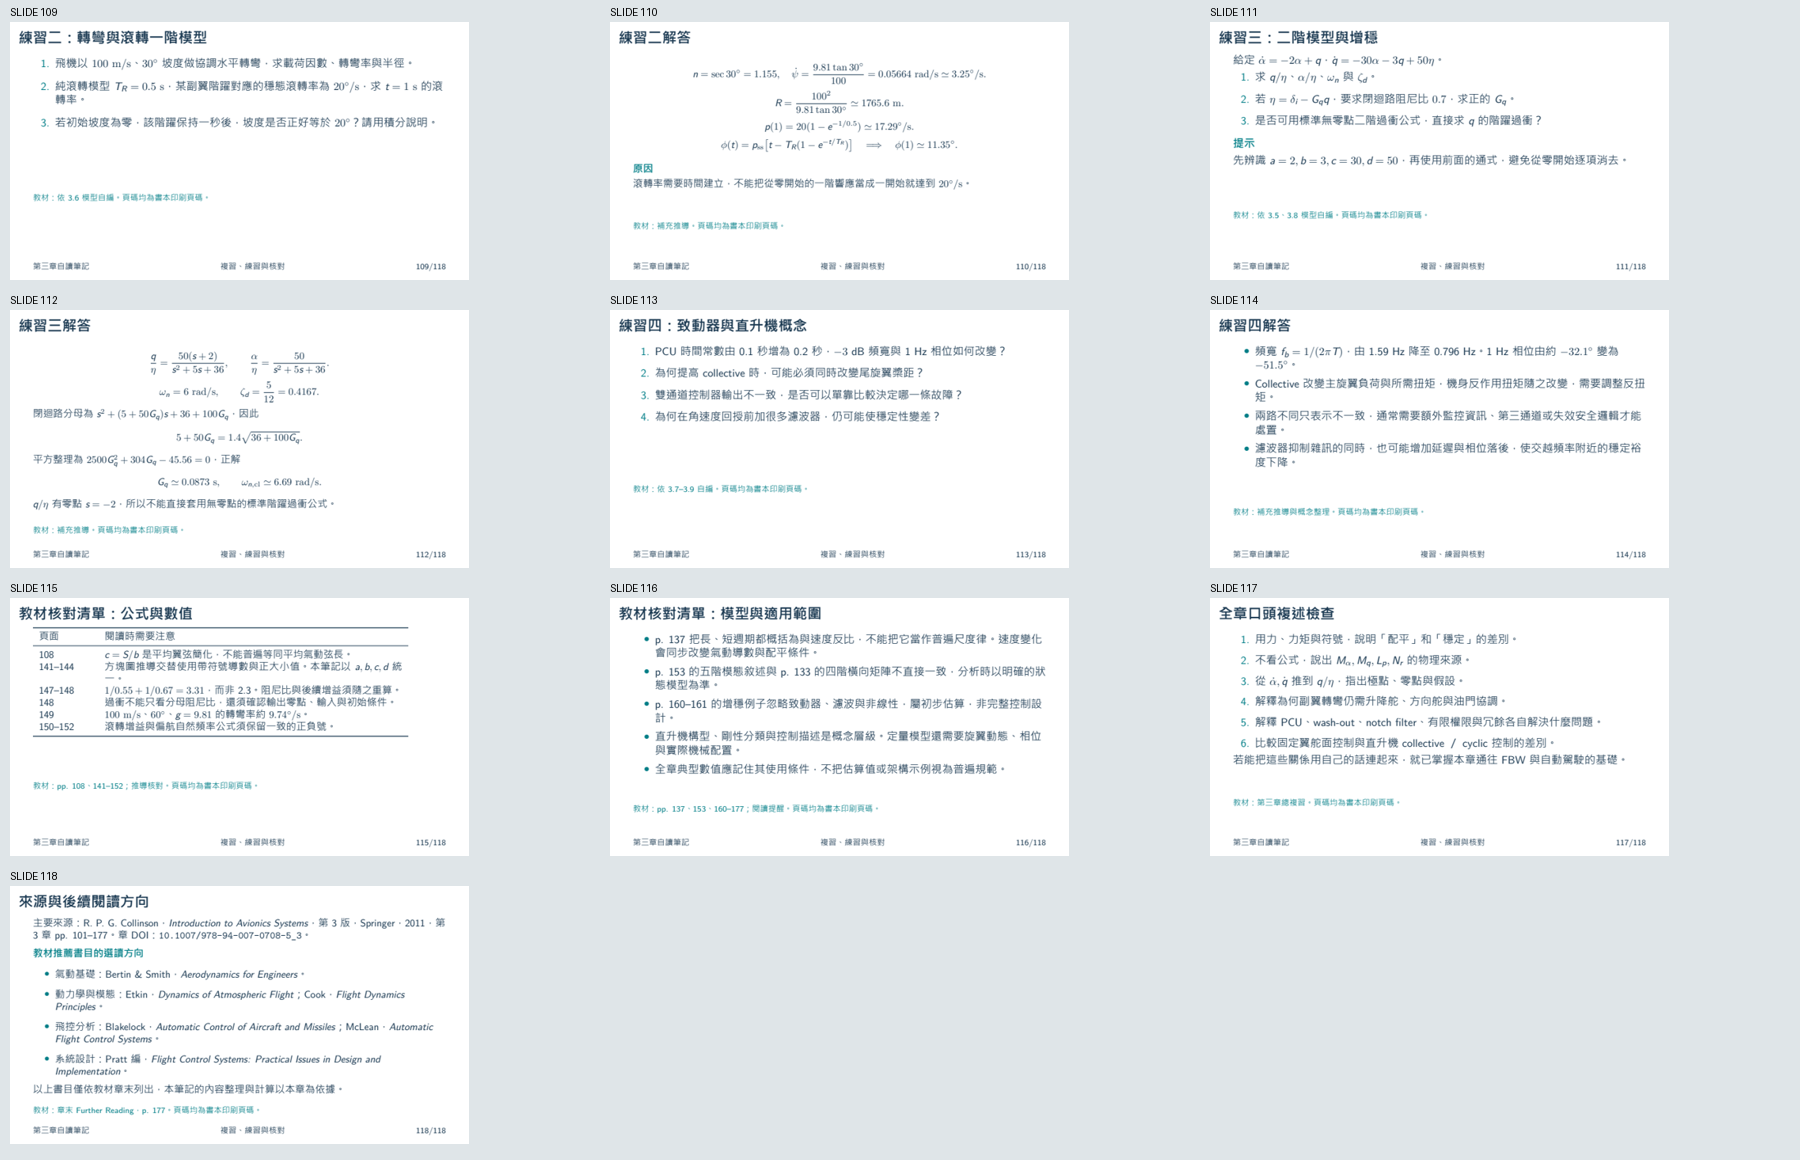 SLIDE 109
練習二：轉彎與滾轉一階模型
1. 飛機以 100 m/s、30° 坡度做協調水平轉彎，求載荷因數、轉彎率與半徑。
2. 純滾轉模型 T_R = 0.5 s，某副翼階躍對應的穩態滾轉率為 20°/s，求 t = 1 s 的滾
轉率。
3. 若初始坡度為零，該階躍保持一秒後，坡度是否正好等於 20°？請用積分說明。
教材：依 3.6 模型自編。頁碼均為書本印刷頁碼。
第三章自讀筆記 複習、練習與核對 109/118
SLIDE 110
練習二解答
n = sec 30° = 1.155, ψ̇ = 9.81 tan 30° / 100 = 0.05664 rad/s ≃ 3.25°/s.
R = 100² / 9.81 tan 30° ≃ 1765.6 m.
p(1) = 20(1 − e^{−1/0.5}) ≃ 17.29°/s.
ϕ(t) = p_ss[t − T_R(1 − e^{−t/T_R})] ⟹ ϕ(1) ≃ 11.35°.
原因
滾轉率需要時間建立，不能把從零開始的一階響應當成一開始就達到 20°/s。
教材：補充推導。頁碼均為書本印刷頁碼。
第三章自讀筆記 複習、練習與核對 110/118
SLIDE 111
練習三：二階模型與增穩
給定 α̇ = −2α + q，q̇ = −30α − 3q + 50η。
1. 求 q/η、α/η、ω_n 與 ζ_d。
2. 若 η = δ_i − G_q q，要求閉迴路阻尼比 0.7，求正的 G_q。
3. 是否可用標準無零點二階過衝公式，直接求 q 的階躍過衝？
提示
先辨識 a = 2, b = 3, c = 30, d = 50，再使用前面的通式，避免從零開始逐項消去。
教材：依 3.5、3.8 模型自編。頁碼均為書本印刷頁碼。
第三章自讀筆記 複習、練習與核對 111/118
SLIDE 112
練習三解答
q/η = 50(s + 2) / s² + 5s + 36, α/η = 50 / s² + 5s + 36,
ω_n = 6 rad/s, ζ_d = 5/12 = 0.4167.
閉迴路分母為 s² + (5 + 50G_q)s + 36 + 100G_q，因此
5 + 50G_q = 1.4√(36 + 100G_q).
平方整理為 2500G_q² + 304G_q − 45.56 = 0，正解
G_q ≃ 0.0873 s, ω_{n,cl} ≃ 6.69 rad/s.
q/η 有零點 s = −2，所以不能直接套用無零點的標準階躍過衝公式。
教材：補充推導。頁碼均為書本印刷頁碼。
第三章自讀筆記 複習、練習與核對 112/118
SLIDE 113
練習四：致動器與直升機概念
1. PCU 時間常數由 0.1 秒增為 0.2 秒，−3 dB 頻寬與 1 Hz 相位如何改變？
2. 為何提高 collective 時，可能必須同時改變尾旋翼槳距？
3. 雙通道控制器輸出不一致，是否可以單靠比較決定哪一條故障？
4. 為何在角速度回授前加很多濾波器，仍可能使穩定性變差？
教材：依 3.7–3.9 自編。頁碼均為書本印刷頁碼。
第三章自讀筆記 複習、練習與核對 113/118
SLIDE 114
練習四解答
• 頻寬 f_b = 1/(2πT)，由 1.59 Hz 降至 0.796 Hz。1 Hz 相位由約 −32.1° 變為
−51.5°。
• Collective 改變主旋翼負荷與所需扭矩，機身反作用扭矩隨之改變，需要調整反扭
矩。
• 兩路不同只表示不一致，通常需要額外監控資訊、第三通道或失效安全邏輯才能
處置。
• 濾波器抑制雜訊的同時，也可能增加延遲與相位落後，使交越頻率附近的穩定裕
度下降。
教材：補充推導與概念整理。頁碼均為書本印刷頁碼。
第三章自讀筆記 複習、練習與核對 114/118
SLIDE 115
教材核對清單：公式與數值
頁面 閱讀時需要注意
108 c = S/b 是平均翼弦簡化，不能普遍等同平均氣動弦長。
141–144 方塊圖推導交替使用帶符號導數與正大小值。本筆記以 a, b, c, d 統
一。
147–148 1/0.55 + 1/0.67 = 3.31，而非 2.3。阻尼比與後續增益須隨之重算。
148 過衝不能只看分母阻尼比，還須確認輸出零點、輸入與初始條件。
149 100 m/s、60°、g = 9.81 的轉彎率約 9.74°/s。
150–152 滾轉增益與偏航自然頻率公式須保留一致的正負號。
教材：pp. 108、141–152；推導核對。頁碼均為書本印刷頁碼。
第三章自讀筆記 複習、練習與核對 115/118
SLIDE 116
教材核對清單：模型與適用範圍
• p. 137 把長、短週期都概括為與速度反比，不能把它當作普遍尺度律。速度變化
會同步改變氣動導數與配平條件。
• p. 153 的五階模態敘述與 p. 133 的四階橫向矩陣不直接一致，分析時以明確的狀
態模型為準。
• p. 160–161 的增穩例子忽略致動器、濾波與非線性，屬初步估算，非完整控制設
計。
• 直升機構型、剛性分類與控制描述是概念層級。定量模型還需要旋翼動態、相位
與實際機械配置。
• 全章典型數值應記住其使用條件，不把估算值或架構示例視為普遍規範。
教材：pp. 137、153、160–177；閱讀提醒。頁碼均為書本印刷頁碼。
第三章自讀筆記 複習、練習與核對 116/118
SLIDE 117
全章口頭複述檢查
1. 用力、力矩與符號，說明「配平」和「穩定」的差別。
2. 不看公式，說出 M_α, M_q, L_p, N_r 的物理來源。
3. 從 α̇, q̇ 推到 q/η，指出極點、零點與假設。
4. 解釋為何副翼轉彎仍需升降舵、方向舵與油門協調。
5. 解釋 PCU、wash-out、notch filter、有限權限與冗餘各自解決什麼問題。
6. 比較固定翼舵面控制與直升機 collective / cyclic 控制的差別。
若能把這些關係用自己的話連起來，就已掌握本章通往 FBW 與自動駕駛的基礎。
教材：第三章總複習。頁碼均為書本印刷頁碼。
第三章自讀筆記 複習、練習與核對 117/118
SLIDE 118
來源與後續閱讀方向
主要來源：R. P. G. Collinson，Introduction to Avionics Systems，第 3 版，Springer，2011，第
3 章 pp. 101–177。章 DOI：10.1007/978-94-007-0708-5_3。
教材推薦書目的選讀方向
• 氣動基礎：Bertin & Smith，Aerodynamics for Engineers。
• 動力學與模態：Etkin，Dynamics of Atmospheric Flight；Cook，Flight Dynamics
Principles。
• 飛控分析：Blakelock，Automatic Control of Aircraft and Missiles；McLean，Automatic
Flight Control Systems。
• 系統設計：Pratt 編，Flight Control Systems: Practical Issues in Design and
Implementation。
以上書目僅依教材章末列出，本筆記的內容整理與計算以本章為依據。
教材：章末 Further Reading，p. 177。頁碼均為書本印刷頁碼。
第三章自讀筆記 複習、練習與核對 118/118